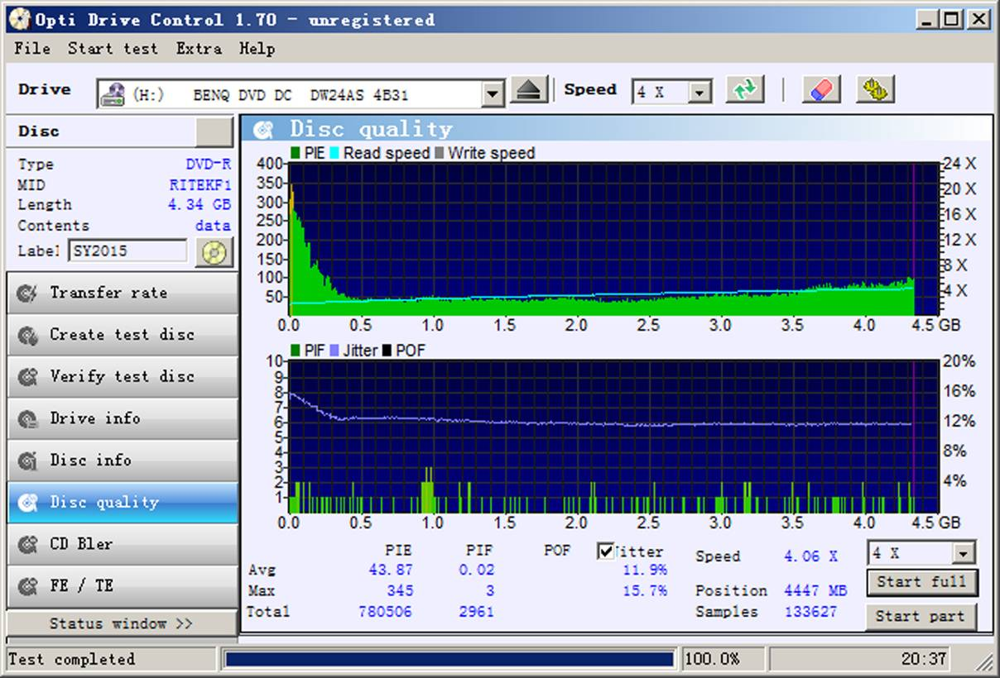 Opti Drive Control 1.70 - unregistered
File Start test Extra Help
Drive (H:) BENQ DVD DC DW24AS 4B31 Speed 4 X
Disc
Type DVD-R
MID RITEKF1
Length 4.34 GB
Contents data
Label SY2015
Transfer rate
Create test disc
Verify test disc
Drive info
Disc info
Disc quality
CD Bler
FE / TE
Status window >>
Disc quality
PIE Read speed Write speed
400 24 X
350 20 X
300
250 16 X
200 12 X
150
100 8 X
50 4 X
0.0 0.5 1.0 1.5 2.0 2.5 3.0 3.5 4.0 4.5 GB
PIF Jitter POF
10 20%
9
8 16%
7
6 12%
5
4 8%
3
2 4%
1
0.0 0.5 1.0 1.5 2.0 2.5 3.0 3.5 4.0 4.5 GB
PIE PIF POF Jitter Speed 4.06 X 4 X
Avg 43.87 0.02 11.9% Start full
Max 345 3 15.7% Position 4447 MB
Total 780506 2961 Samples 133627 Start part
Test completed 100.0% 20:37